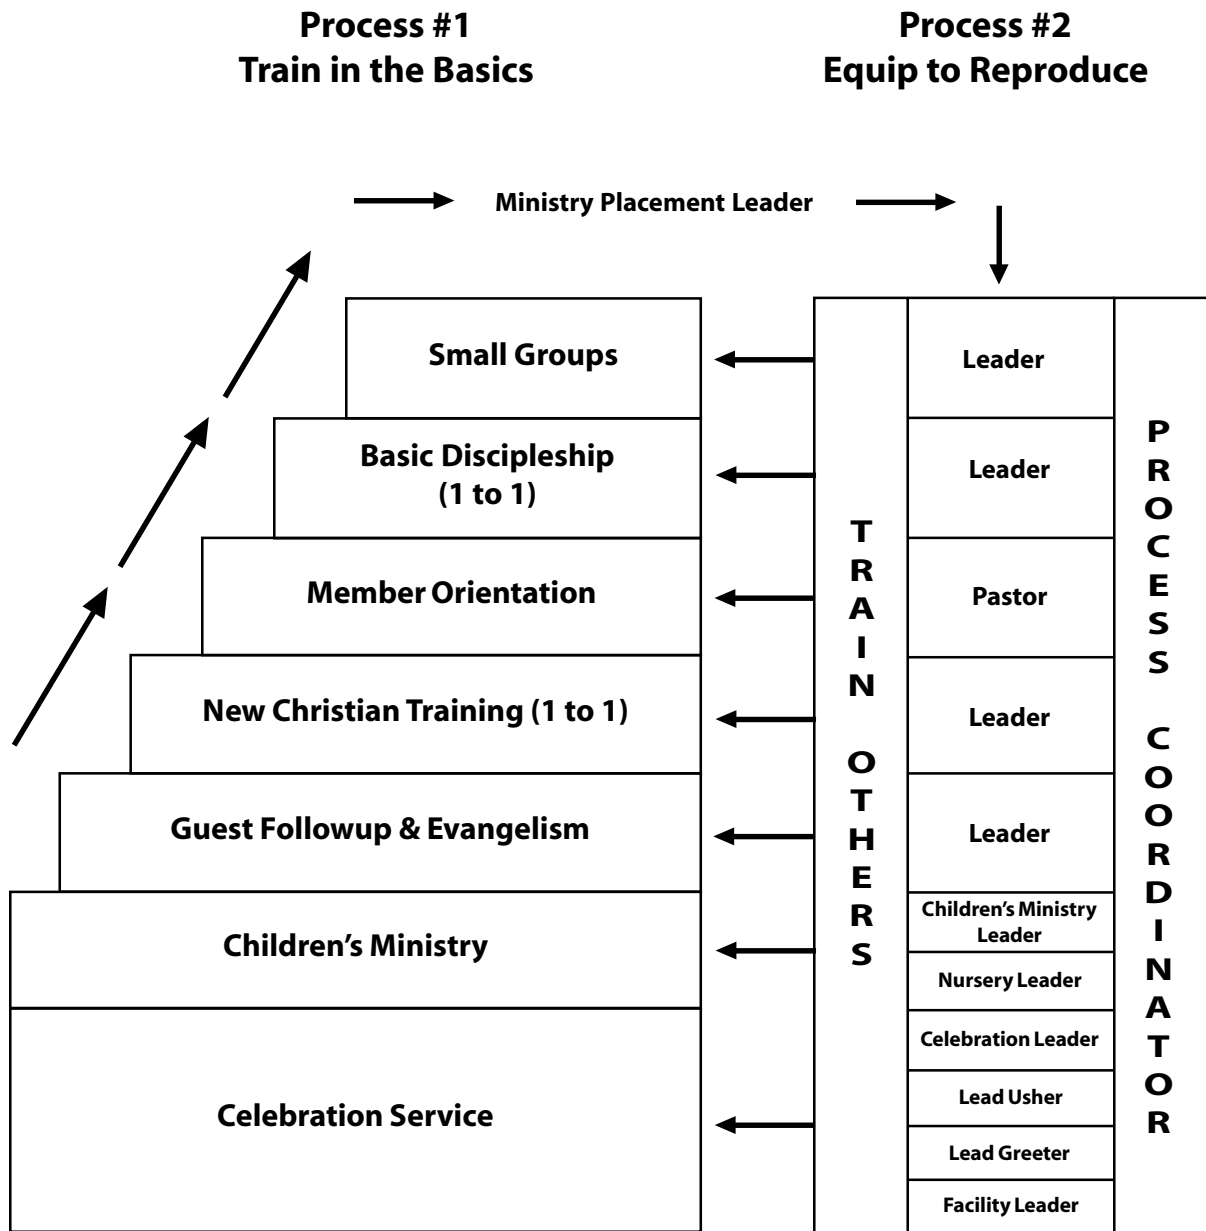 Process #1
Train in the Basics
Process #2
Equip to Reproduce
Ministry Placement Leader
Small Groups
Basic Discipleship
(1 to 1)
Member Orientation
New Christian Training (1 to 1)
Guest Followup & Evangelism
Children’s Ministry
Celebration Service
TRAIN OTHERS
Leader
Leader
Pastor
Leader
Leader
Children’s Ministry
Leader
Nursery Leader
Celebration Leader
Lead Usher
Lead Greeter
Facility Leader
PROCESS COORDINATOR